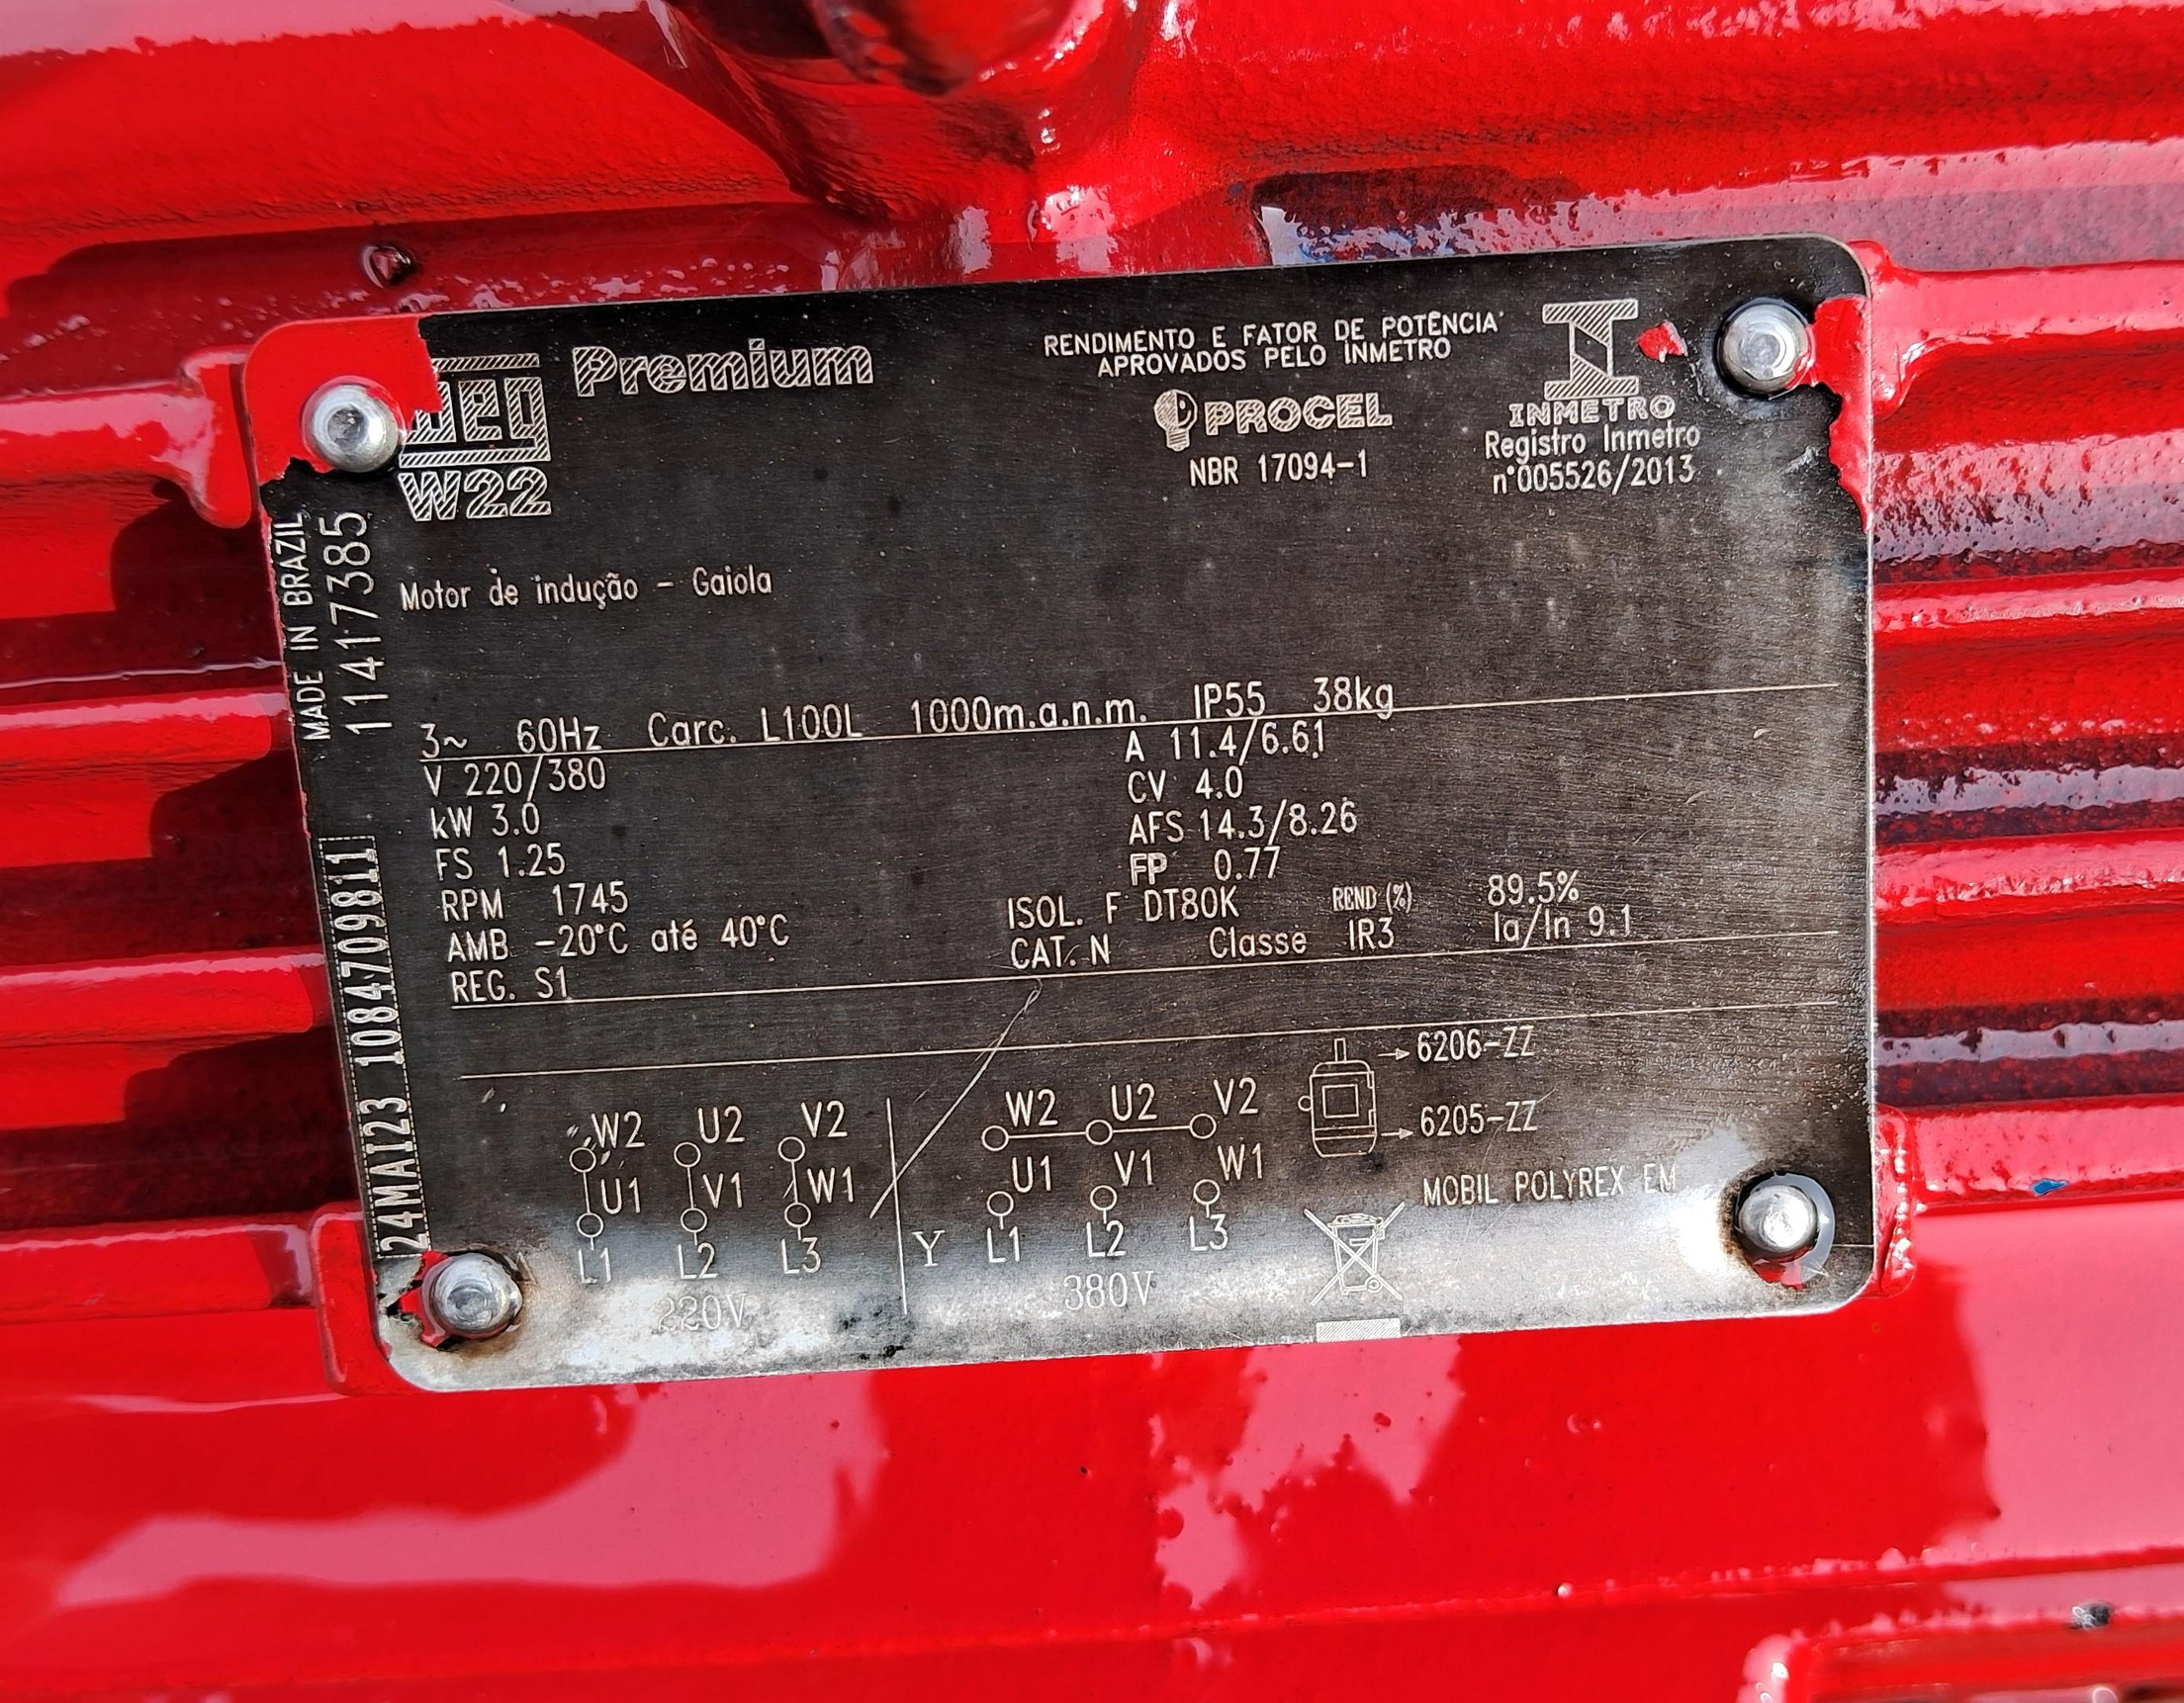 weg Premium
W22
RENDIMENTO E FATOR DE POTÊNCIA
APROVADOS PELO INMETRO
PROCEL
NBR 17094-1
INMETRO
Registro Inmetro
n°005526/2013
MADE IN BRAZIL
11417385
24MAI23 1084709811
Motor de indução - Gaiola
3~ 60Hz Carc. L100L 1000m.a.n.m. IP55 38kg
V 220/380 A 11.4/6.61
kW 3.0 CV 4.0
FS 1.25 AFS 14.3/8.26
FP 0.77
RPM 1745 ISOL. F DT80K REND (%) 89.5%
AMB -20°C até 40°C CAT. N Classe IR3 Ia/In 9.1
REG. S1
W2 U2 V2
U1 V1 W1
L1 L2 L3
220V
W2 U2 V2
U1 V1 W1
Y L1 L2 L3
380V
6206-ZZ
6205-ZZ
MOBIL POLYREX EM